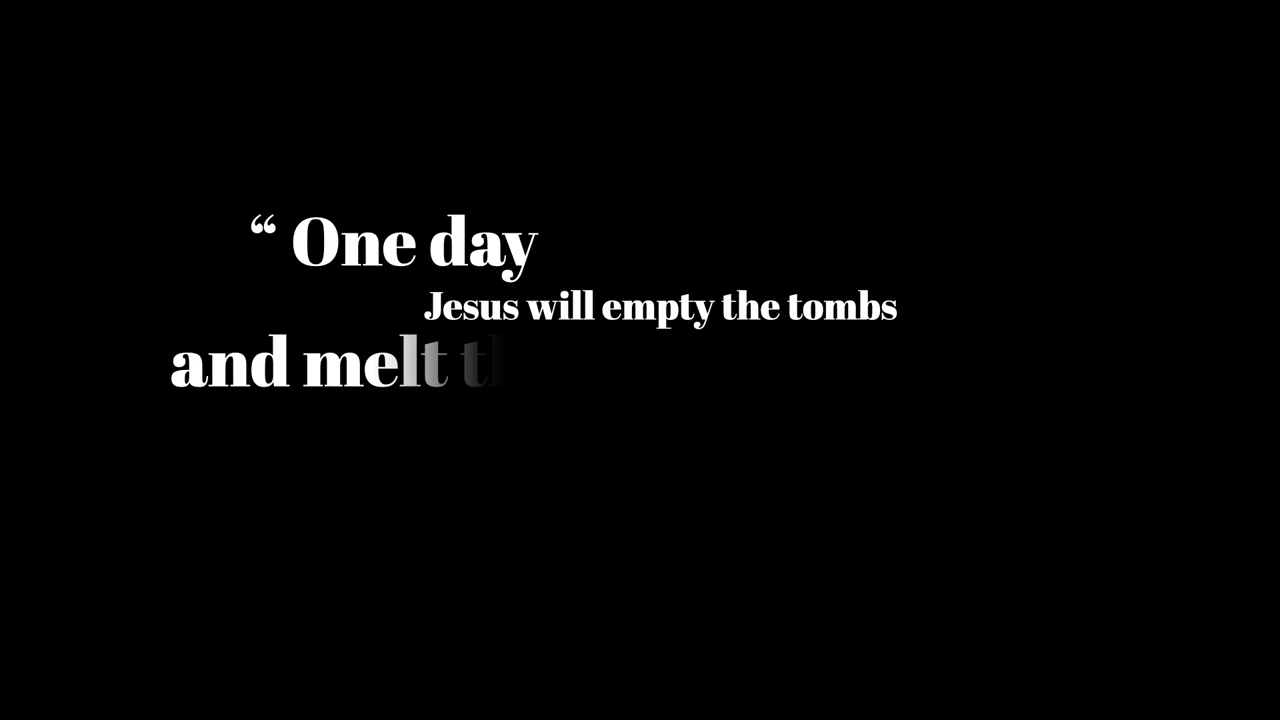 “ One day
Jesus will empty the tombs
and melt